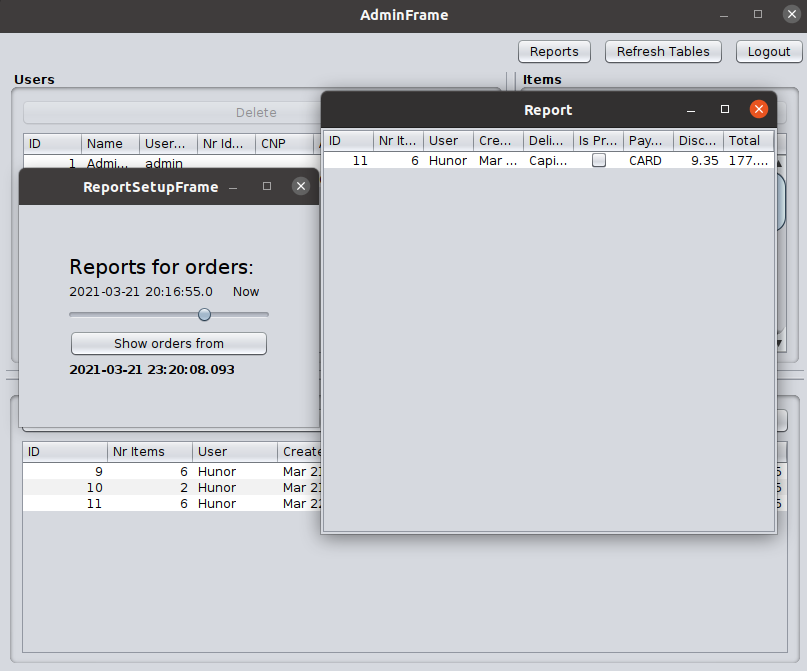 AdminFrame
Reports Refresh Tables Logout
Users Items
Delete
ID Name User... Nr Id... CNP
1 Admi... admin
Report
ID Nr It... User Cre... Deli... Is Pr... Pay... Disc... Total
11 6 Hunor Mar ... Capi... CARD 9.35 177....
ReportSetupFrame
Reports for orders:
2021-03-21 20:16:55.0 Now
Show orders from
2021-03-21 23:20:08.093
ID Nr Items User Create
9 6 Hunor Mar 21
10 2 Hunor Mar 21
11 6 Hunor Mar 22